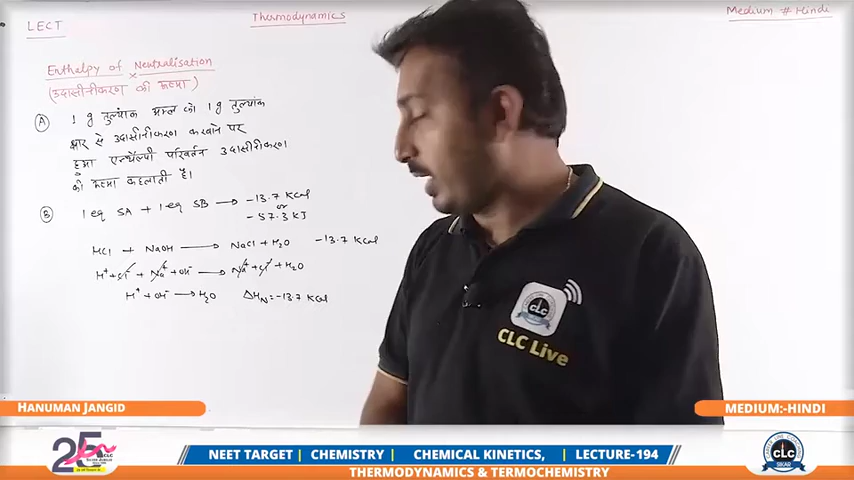 LECT
Thermodynamics
Medium # Hindi
Enthalpy of Neutralisation
(उदासीनीकरण की ऊष्मा)
(A) 1 g तुल्यांक अम्ल को 1 g तुल्यांक
क्षार से उदासीनीकरण करवाने पर
हुआ एन्थैल्पी परिवर्तन उदासीनीकरण
की ऊष्मा कहलाती है।
(B) 1 eq SA + 1 eq SB ⟶ -13.7 KCal
or
-57.3 KJ
HCl + NaOH ⟶ NaCl + H₂O -13.7 KCal
H⁺ + Cl⁻ + Na⁺ + OH⁻ ⟶ Na⁺ + Cl⁻ + H₂O
H⁺ + OH⁻ ⟶ H₂O ΔH_N = -13.7 KCal
CLC
CLC Live
HANUMAN JANGID
MEDIUM:-HINDI
25
CLC
NEET TARGET | CHEMISTRY | CHEMICAL KINETICS, | LECTURE-194
THERMODYNAMICS & TERMOCHEMISTRY
CLC
SIKAR